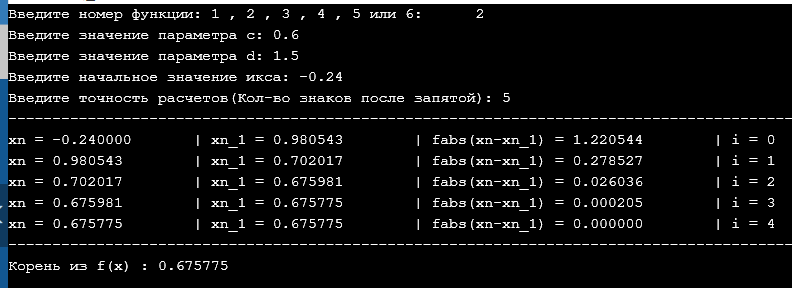 Введите номер функции: 1 , 2 , 3 , 4 , 5 или 6: 2
Введите значение параметра c: 0.6
Введите значение параметра d: 1.5
Введите начальное значение икса: -0.24
Введите точность расчетов(Кол-во знаков после запятой): 5
--------------------------------------------------------------------------------
xn = -0.240000 | xn_1 = 0.980543 | fabs(xn-xn_1) = 1.220544 | i = 0
xn = 0.980543 | xn_1 = 0.702017 | fabs(xn-xn_1) = 0.278527 | i = 1
xn = 0.702017 | xn_1 = 0.675981 | fabs(xn-xn_1) = 0.026036 | i = 2
xn = 0.675981 | xn_1 = 0.675775 | fabs(xn-xn_1) = 0.000205 | i = 3
xn = 0.675775 | xn_1 = 0.675775 | fabs(xn-xn_1) = 0.000000 | i = 4
--------------------------------------------------------------------------------
Корень из f(x) : 0.675775